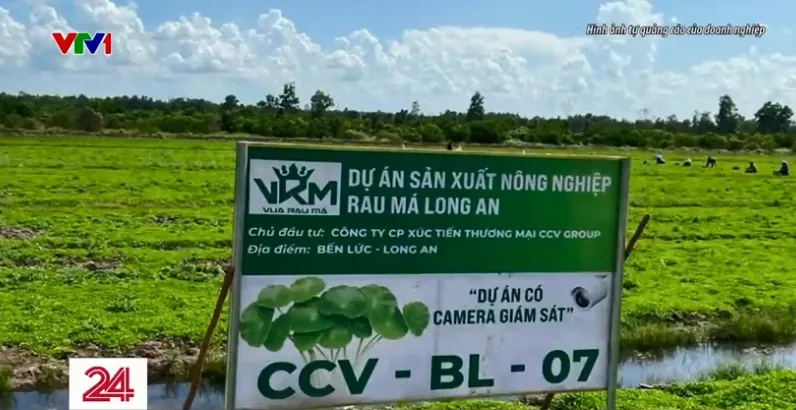 VTV1
Hình ảnh tự quảng cáo của doanh nghiệp
VRM
VUA RAU MÁ
DỰ ÁN SẢN XUẤT NÔNG NGHIỆP
RAU MÁ LONG AN
Chủ đầu tư: CÔNG TY CP XÚC TIẾN THƯƠNG MẠI CCV GROUP
Địa điểm: BẾN LỨC - LONG AN
"DỰ ÁN CÓ
CAMERA GIÁM SÁT"
CCV - BL - 07
24